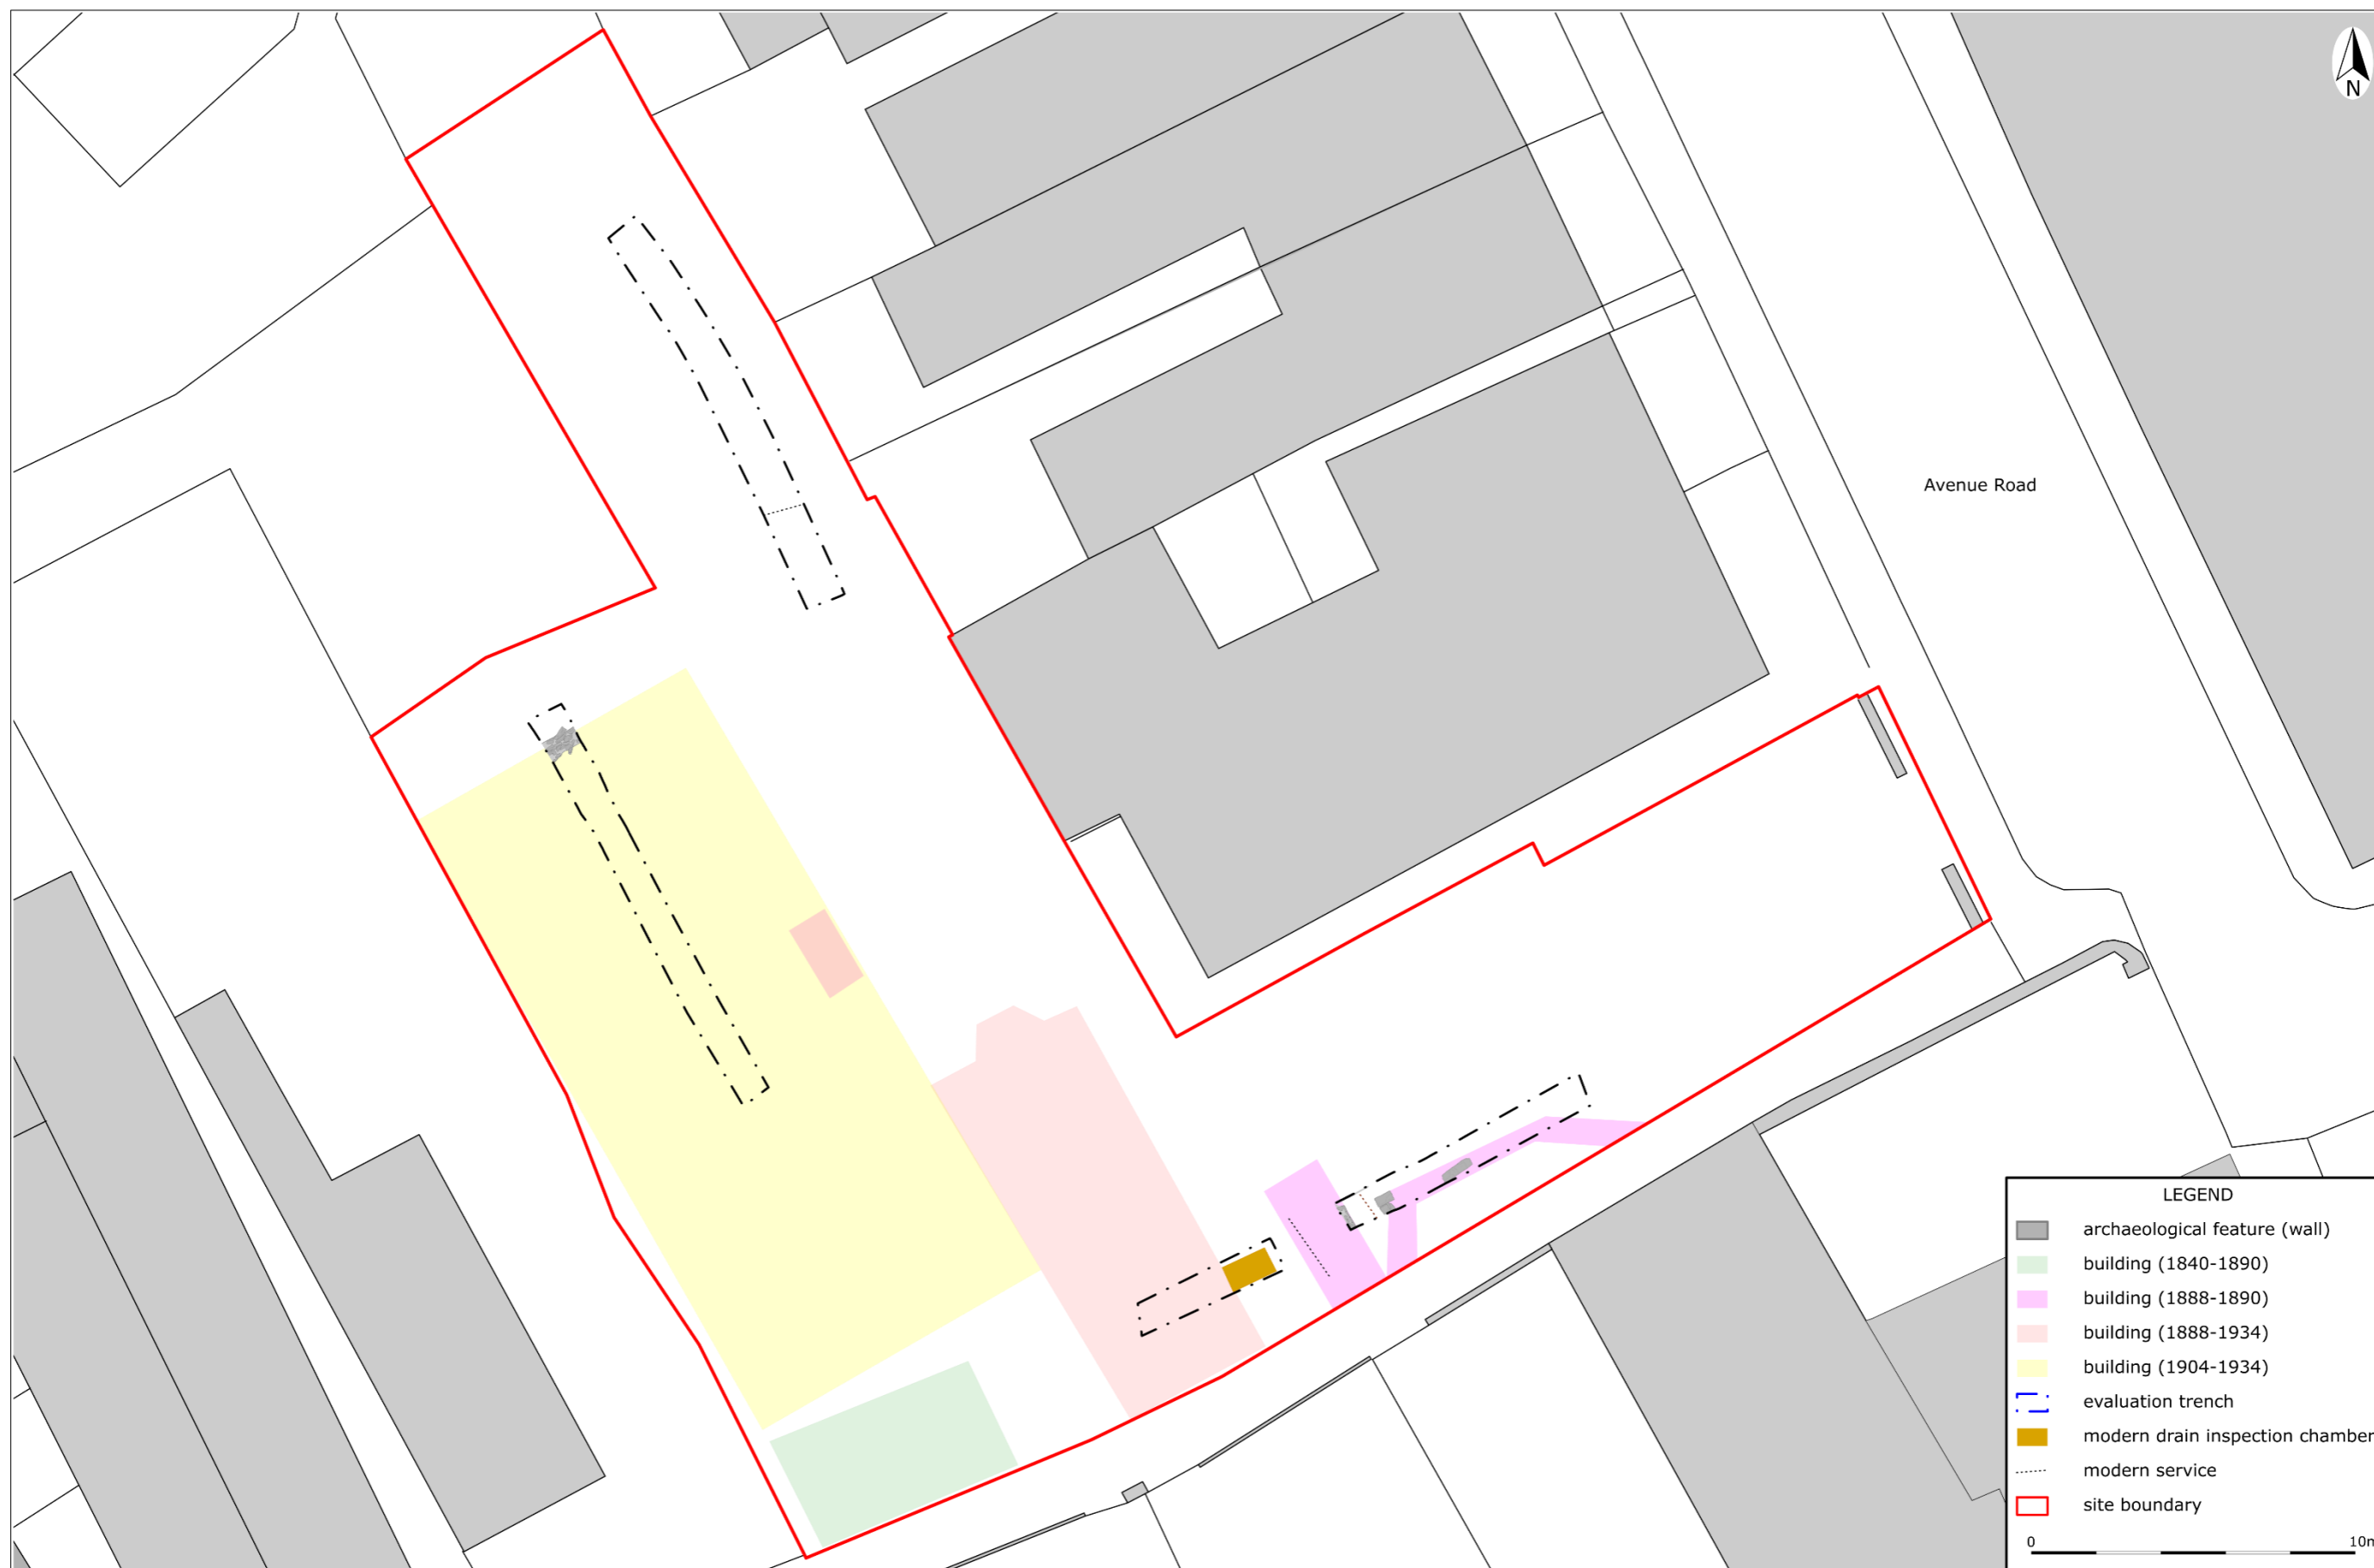 N
Avenue Road
LEGEND
archaeological feature (wall)
building (1840-1890)
building (1888-1890)
building (1888-1934)
building (1904-1934)
evaluation trench
modern drain inspection chamber
modern service
site boundary
0 10m